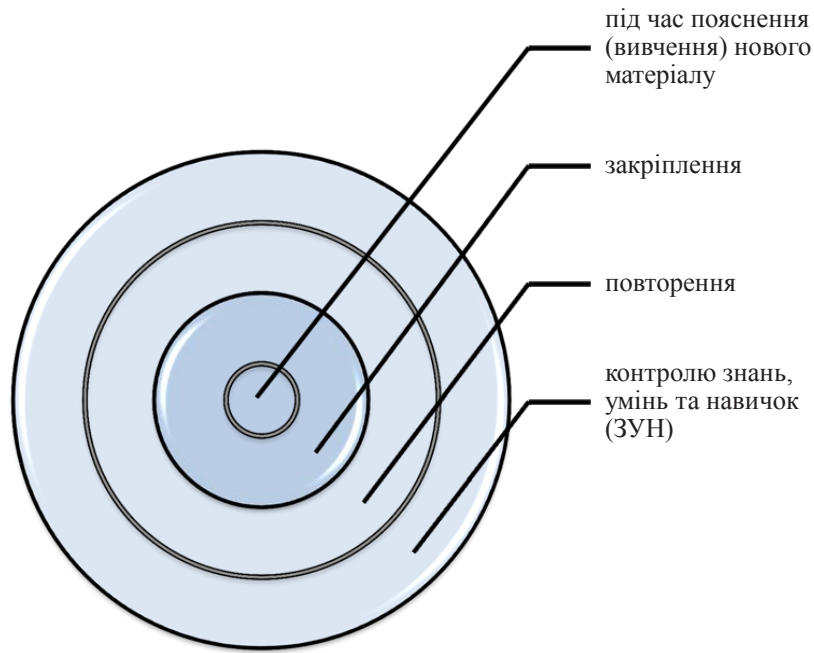 під час пояснення
(вивчення) нового
матеріалу
закріплення
повторення
контролю знань,
умінь та навичок
(ЗУН)